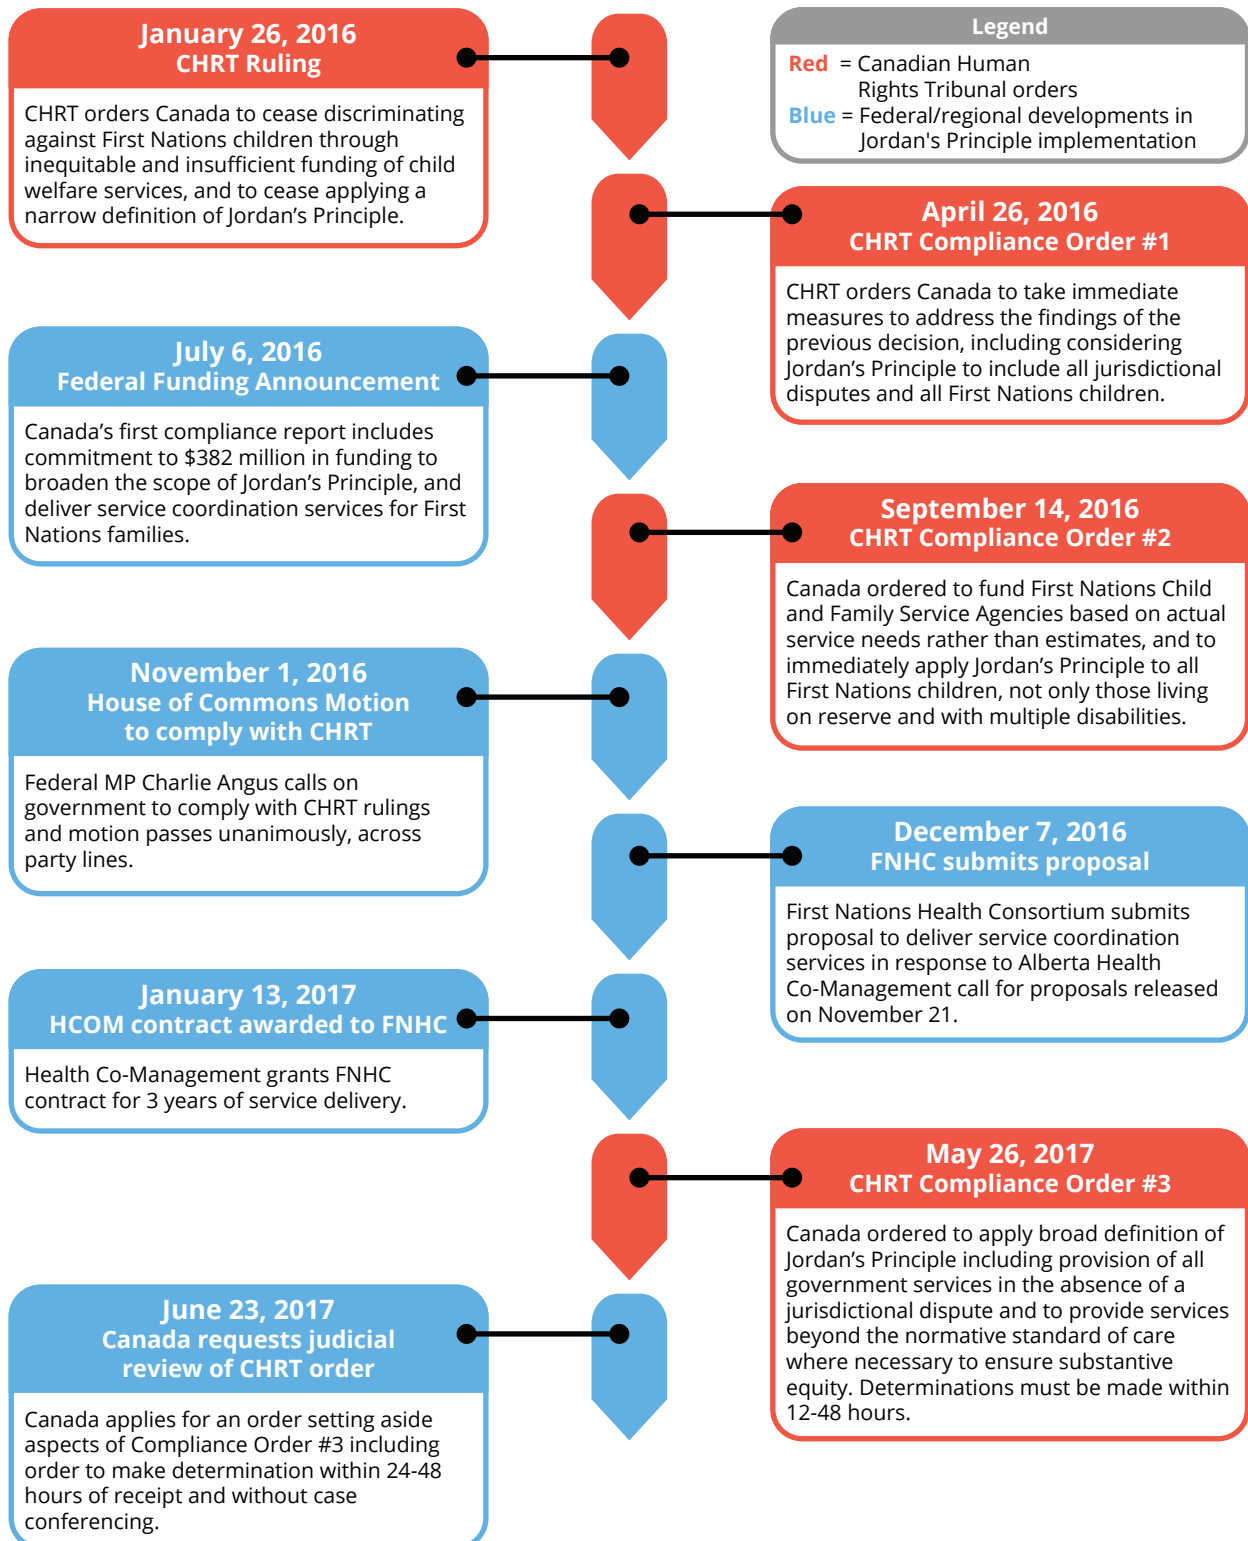 January 26, 2016
CHRT Ruling
CHRT orders Canada to cease discriminating
against First Nations children through
inequitable and insufficient funding of child
welfare services, and to cease applying a
narrow definition of Jordan’s Principle.
Legend
Red = Canadian Human
Rights Tribunal orders
Blue = Federal/regional developments in
Jordan's Principle implementation
April 26, 2016
CHRT Compliance Order #1
CHRT orders Canada to take immediate
measures to address the findings of the
previous decision, including considering
Jordan’s Principle to include all jurisdictional
disputes and all First Nations children.
July 6, 2016
Federal Funding Announcement
Canada’s first compliance report includes
commitment to $382 million in funding to
broaden the scope of Jordan’s Principle, and
deliver service coordination services for First
Nations families.
September 14, 2016
CHRT Compliance Order #2
Canada ordered to fund First Nations Child
and Family Service Agencies based on actual
service needs rather than estimates, and to
immediately apply Jordan’s Principle to all
First Nations children, not only those living
on reserve and with multiple disabilities.
November 1, 2016
House of Commons Motion
to comply with CHRT
Federal MP Charlie Angus calls on
government to comply with CHRT rulings
and motion passes unanimously, across
party lines.
December 7, 2016
FNHC submits proposal
First Nations Health Consortium submits
proposal to deliver service coordination
services in response to Alberta Health
Co-Management call for proposals released
on November 21.
January 13, 2017
HCOM contract awarded to FNHC
Health Co-Management grants FNHC
contract for 3 years of service delivery.
May 26, 2017
CHRT Compliance Order #3
Canada ordered to apply broad definition of
Jordan’s Principle including provision of all
government services in the absence of a
jurisdictional dispute and to provide services
beyond the normative standard of care
where necessary to ensure substantive
equity. Determinations must be made within
12-48 hours.
June 23, 2017
Canada requests judicial
review of CHRT order
Canada applies for an order setting aside
aspects of Compliance Order #3 including
order to make determination within 24-48
hours of receipt and without case
conferencing.